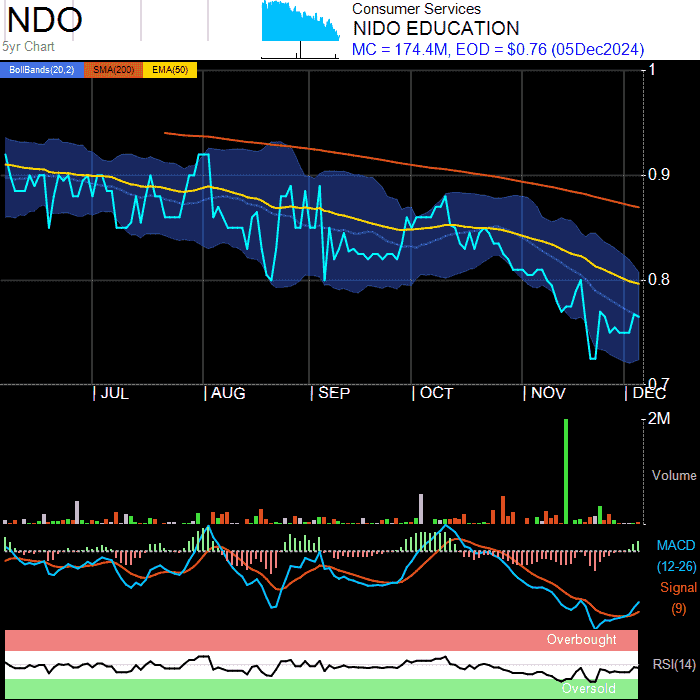 NDO
5yr Chart
Consumer Services
NIDO EDUCATION
MC = 174.4M, EOD = $0.76 (05Dec2024)
BollBands(20,2) SMA(200) EMA(50)
1
0.9
0.8
0.7
JUL AUG SEP OCT NOV DEC
2M
Volume
MACD
(12-26)
Signal
(9)
Overbought
RSI(14)
Oversold